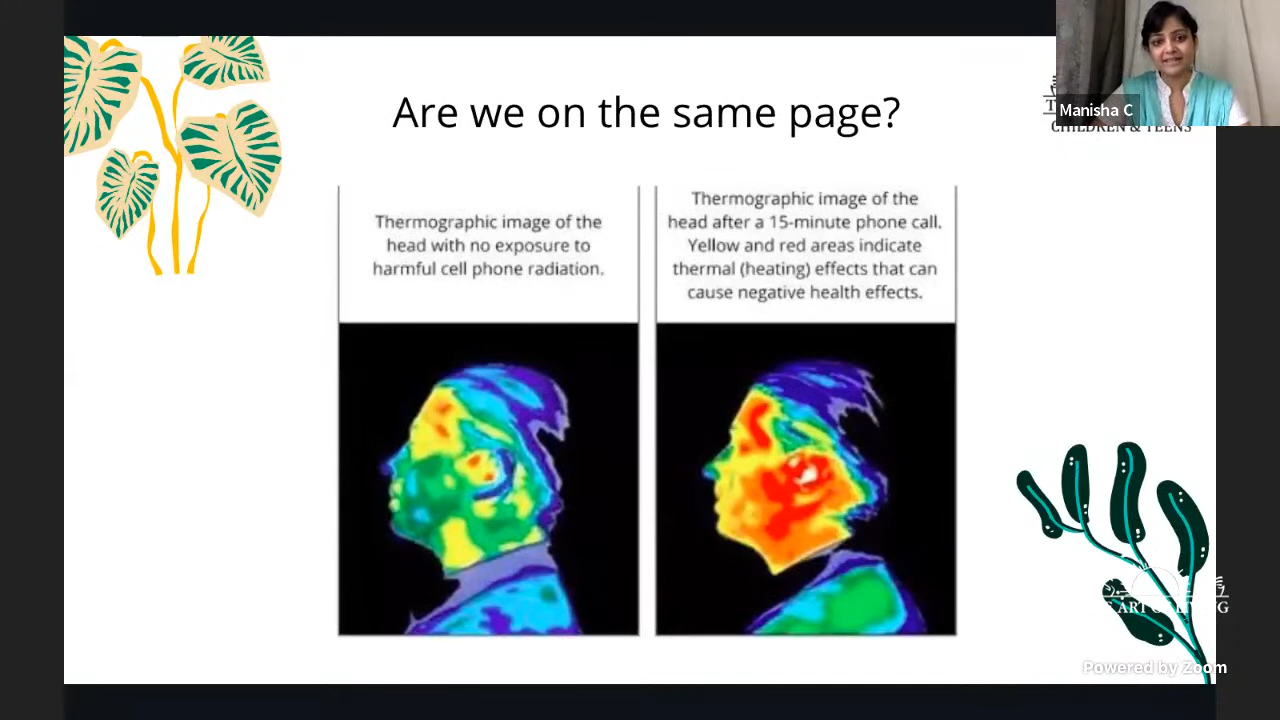 Are we on the same page?
Manisha C
CHILDREN & TEENS
Thermographic image of the
head with no exposure to
harmful cell phone radiation.
Thermographic image of the
head after a 15-minute phone call.
Yellow and red areas indicate
thermal (heating) effects that can
cause negative health effects.
ART LIVING
Powered by Zoom